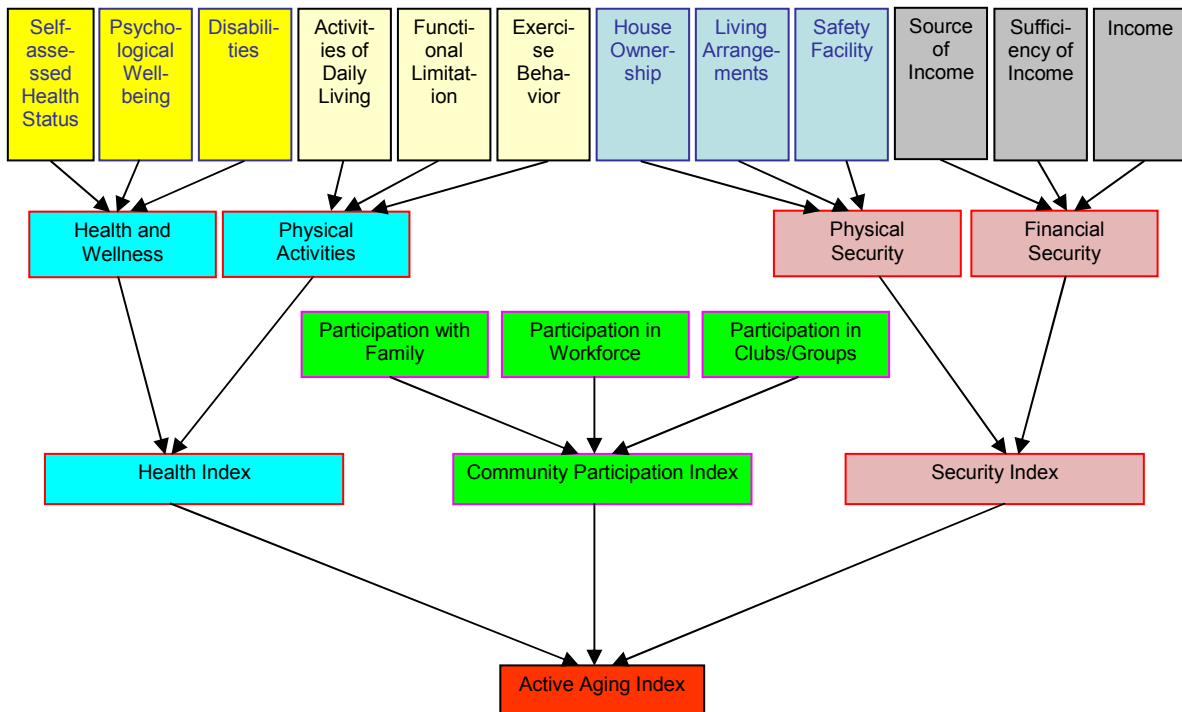 Self-
asse-
ssed
Health
Status
Psycho-
ological
Well-
being
Disabili-
ties
Activit-
ies of
Daily
Living
Functi-
onal
Limitat-
ion
Exerci-
se
Beha-
vior
House
Owner-
ship
Living
Arrange-
ments
Safety
Facility
Source
of
Income
Suffici-
ency of
Income
Income
Health and
Wellness
Physical
Activities
Physical
Security
Financial
Security
Participation with
Family
Participation in
Workforce
Participation in
Clubs/Groups
Health Index
Community Participation Index
Security Index
Active Aging Index